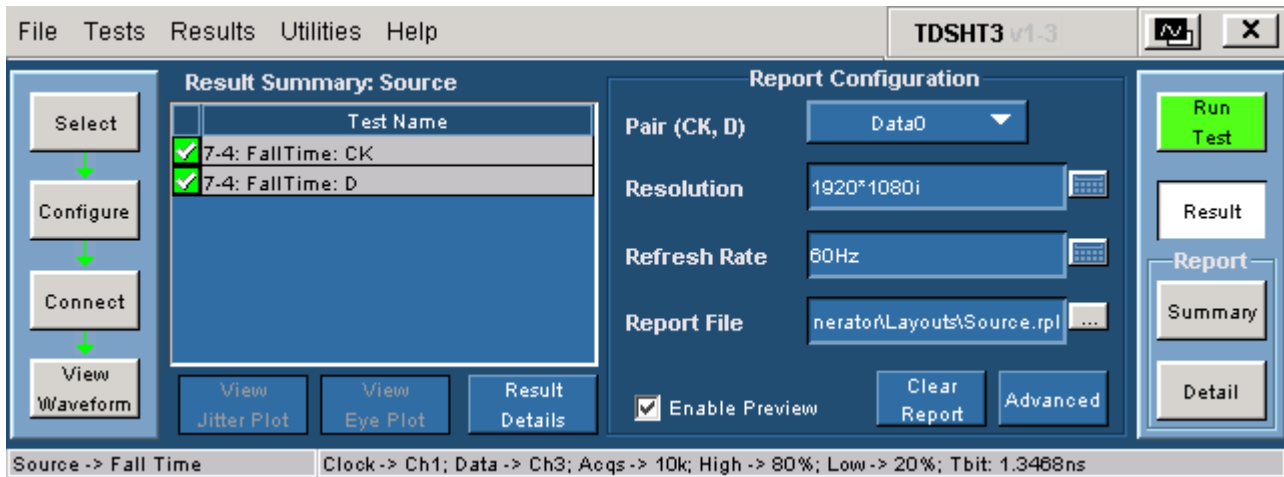 File Tests Results Utilities Help TDSHT3 v1-3
Select
Configure
Connect
View
Waveform
Result Summary: Source
Test Name
7-4: FallTime: CK
7-4: FallTime: D
View
Jitter Plot
View
Eye Plot
Result
Details
Report Configuration
Pair (CK, D) Data0
Resolution 1920*1080i
Refresh Rate 60Hz
Report File nerator\Layouts\Source.rpl ...
Enable Preview
Clear
Report
Advanced
Run
Test
Result
Report
Summary
Detail
Source -> Fall Time Clock -> Ch1; Data -> Ch3; Acqs -> 10k; High -> 80%; Low -> 20%; Tbit: 1.3468ns